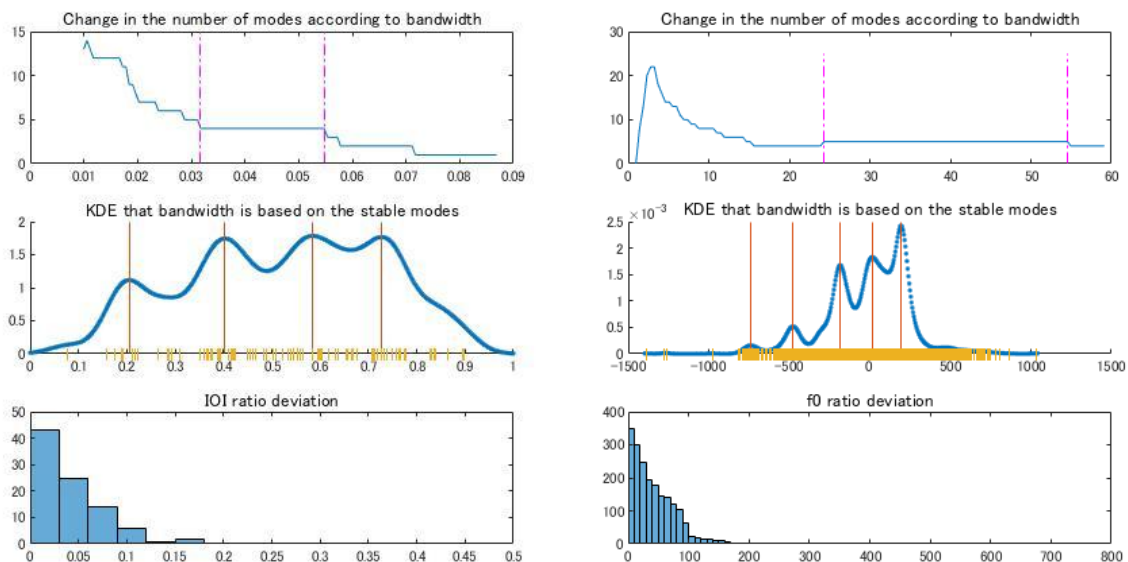 Change in the number of modes according to bandwidth
15
10
5
0
0 0.01 0.02 0.03 0.04 0.05 0.06 0.07 0.08 0.09
Change in the number of modes according to bandwidth
30
20
10
0
0 10 20 30 40 50 60
KDE that bandwidth is based on the stable modes
2
1.5
1
0.5
0
0 0.1 0.2 0.3 0.4 0.5 0.6 0.7 0.8 0.9 1
KDE that bandwidth is based on the stable modes
×10⁻³
2.5
2
1.5
1
0.5
0
-1500 -1000 -500 0 500 1000 1500
IOI ratio deviation
50
40
30
20
10
0
0 0.05 0.1 0.15 0.2 0.25 0.3 0.35 0.4 0.45 0.5
f0 ratio deviation
400
300
200
100
0
0 100 200 300 400 500 600 700 800